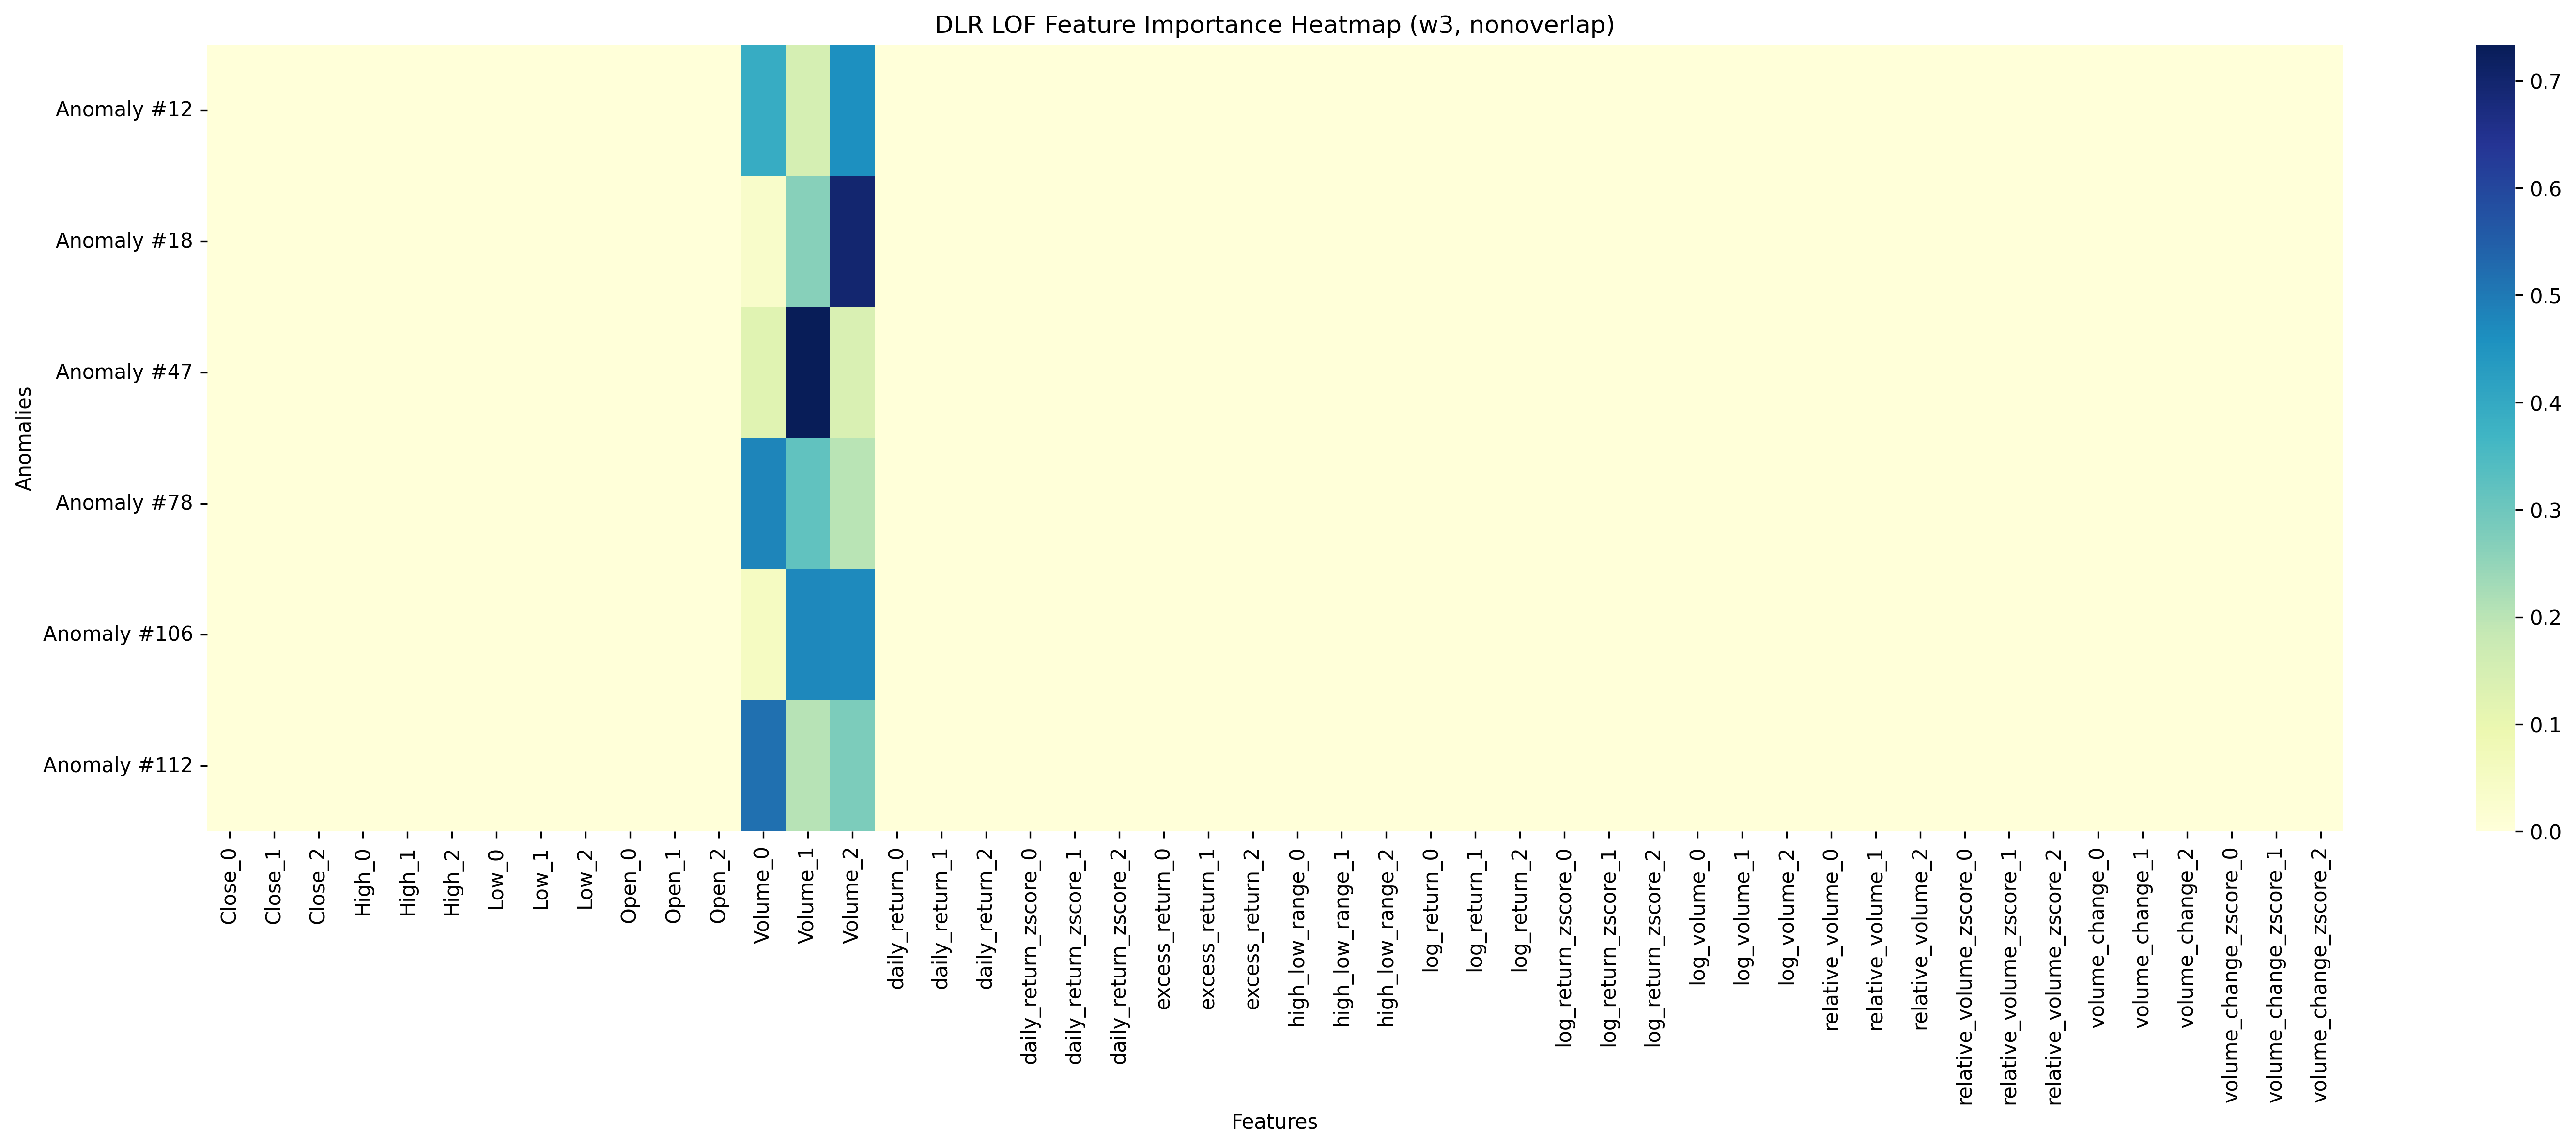 DLR LOF Feature Importance Heatmap (w3, nonoverlap)
Anomalies
Anomaly #12
Anomaly #18
Anomaly #47
Anomaly #78
Anomaly #106
Anomaly #112
Close_0
Close_1
Close_2
High_0
High_1
High_2
Low_0
Low_1
Low_2
Open_0
Open_1
Open_2
Volume_0
Volume_1
Volume_2
daily_return_0
daily_return_1
daily_return_2
daily_return_zscore_0
daily_return_zscore_1
daily_return_zscore_2
excess_return_0
excess_return_1
excess_return_2
high_low_range_0
high_low_range_1
high_low_range_2
log_return_0
log_return_1
log_return_2
log_return_zscore_0
log_return_zscore_1
log_return_zscore_2
log_volume_0
log_volume_1
log_volume_2
relative_volume_0
relative_volume_1
relative_volume_2
relative_volume_zscore_0
relative_volume_zscore_1
relative_volume_zscore_2
volume_change_0
volume_change_1
volume_change_2
volume_change_zscore_0
volume_change_zscore_1
volume_change_zscore_2
Features
0.7
0.6
0.5
0.4
0.3
0.2
0.1
0.0